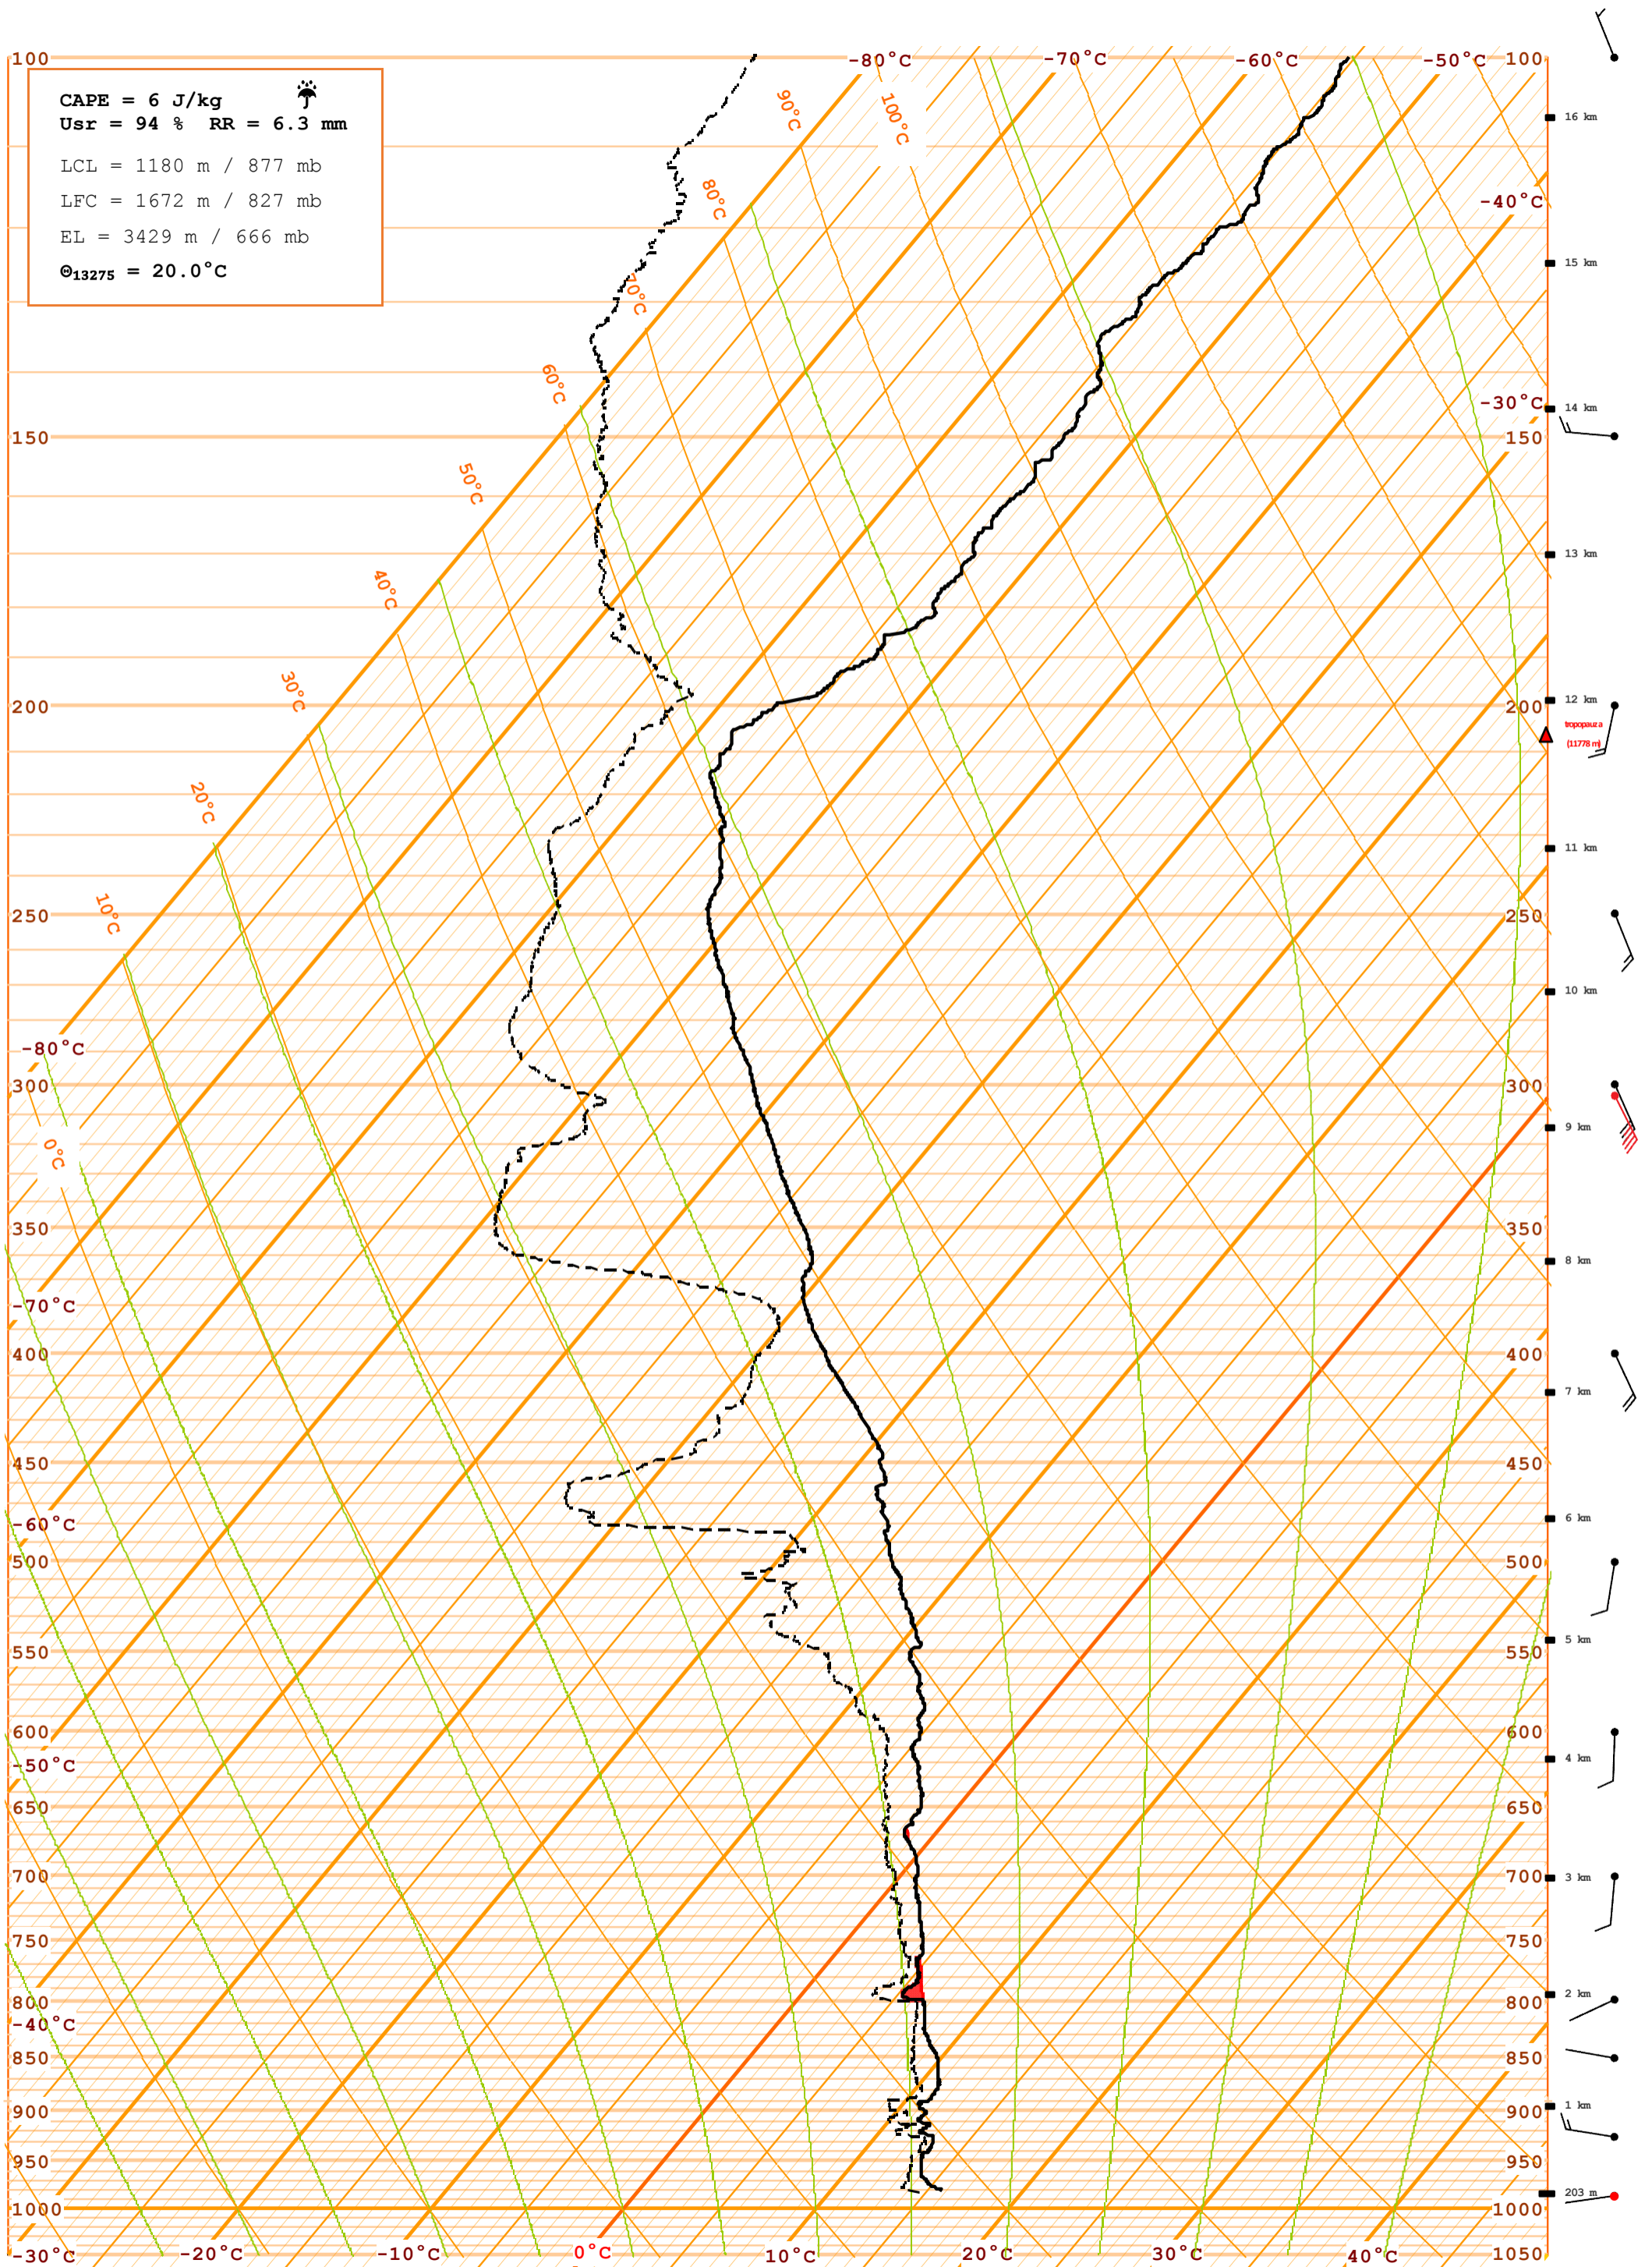 -80°C -70°C -60°C -50°C
100 100
CAPE = 6 J/kg
Usr = 94 % RR = 6.3 mm
LCL = 1180 m / 877 mb
LFC = 1672 m / 827 mb
EL = 3429 m / 666 mb
Θ13275 = 20.0°C
90°C 100°C
16 km
80°C
-40°C
15 km
70°C
60°C
-30°C
14 km
150 150
50°C
13 km
40°C
30°C
12 km
200 200
tropopauza
(11778 m)
20°C
11 km
10°C
250 250
10 km
-80°C
300 300
9 km
0°C
350 350
8 km
-70°C
400 400
7 km
450 450
6 km
-60°C
500 500
5 km
550 550
600 600
4 km
-50°C
650 650
700 700
3 km
750 750
2 km
800 800
-40°C
850 850
1 km
900 900
950 950
203 m
1000 1000
-30°C -20°C -10°C 0°C 10°C 20°C 30°C 40°C 1050